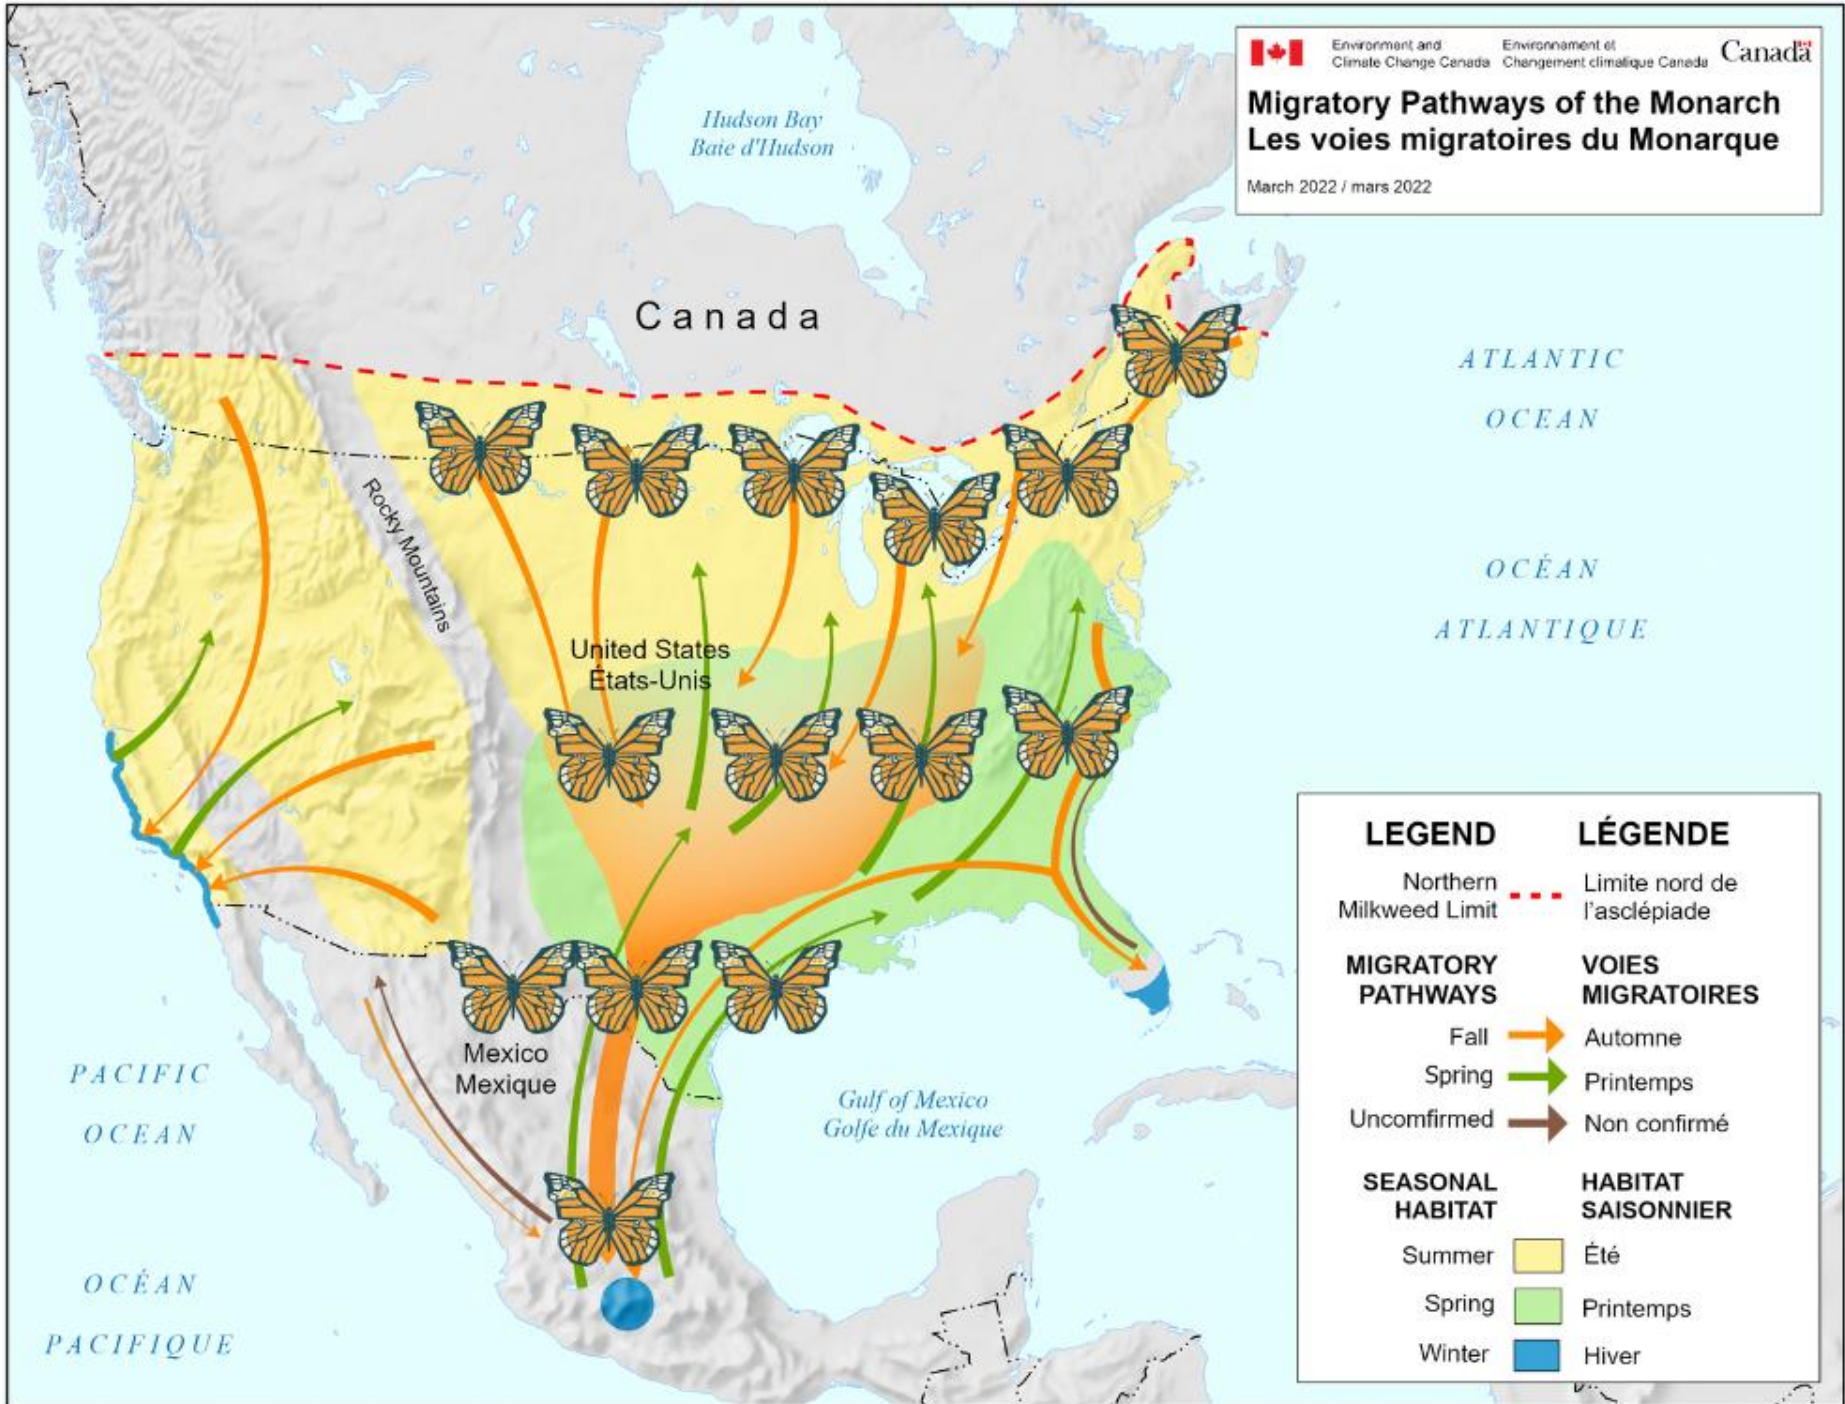 Environment and
Climate Change Canada
Environnement et
Changement climatique Canada
Canada
Migratory Pathways of the Monarch
Les voies migratoires du Monarque
March 2022 / mars 2022
Hudson Bay
Baie d'Hudson
Canada
ATLANTIC
OCEAN
OCÉAN
ATLANTIQUE
Rocky Mountains
United States
États-Unis
Mexico
Mexique
PACIFIC
OCEAN
OCÉAN
PACIFIQUE
Gulf of Mexico
Golfe du Mexique
LEGEND
LÉGENDE
Northern
Milkweed Limit
Limite nord de
l'asclépiade
MIGRATORY
PATHWAYS
VOIES
MIGRATOIRES
Fall
Automne
Spring
Printemps
Uncomfirmed
Non confirmé
SEASONAL
HABITAT
HABITAT
SAISONNIER
Summer
Été
Spring
Printemps
Winter
Hiver